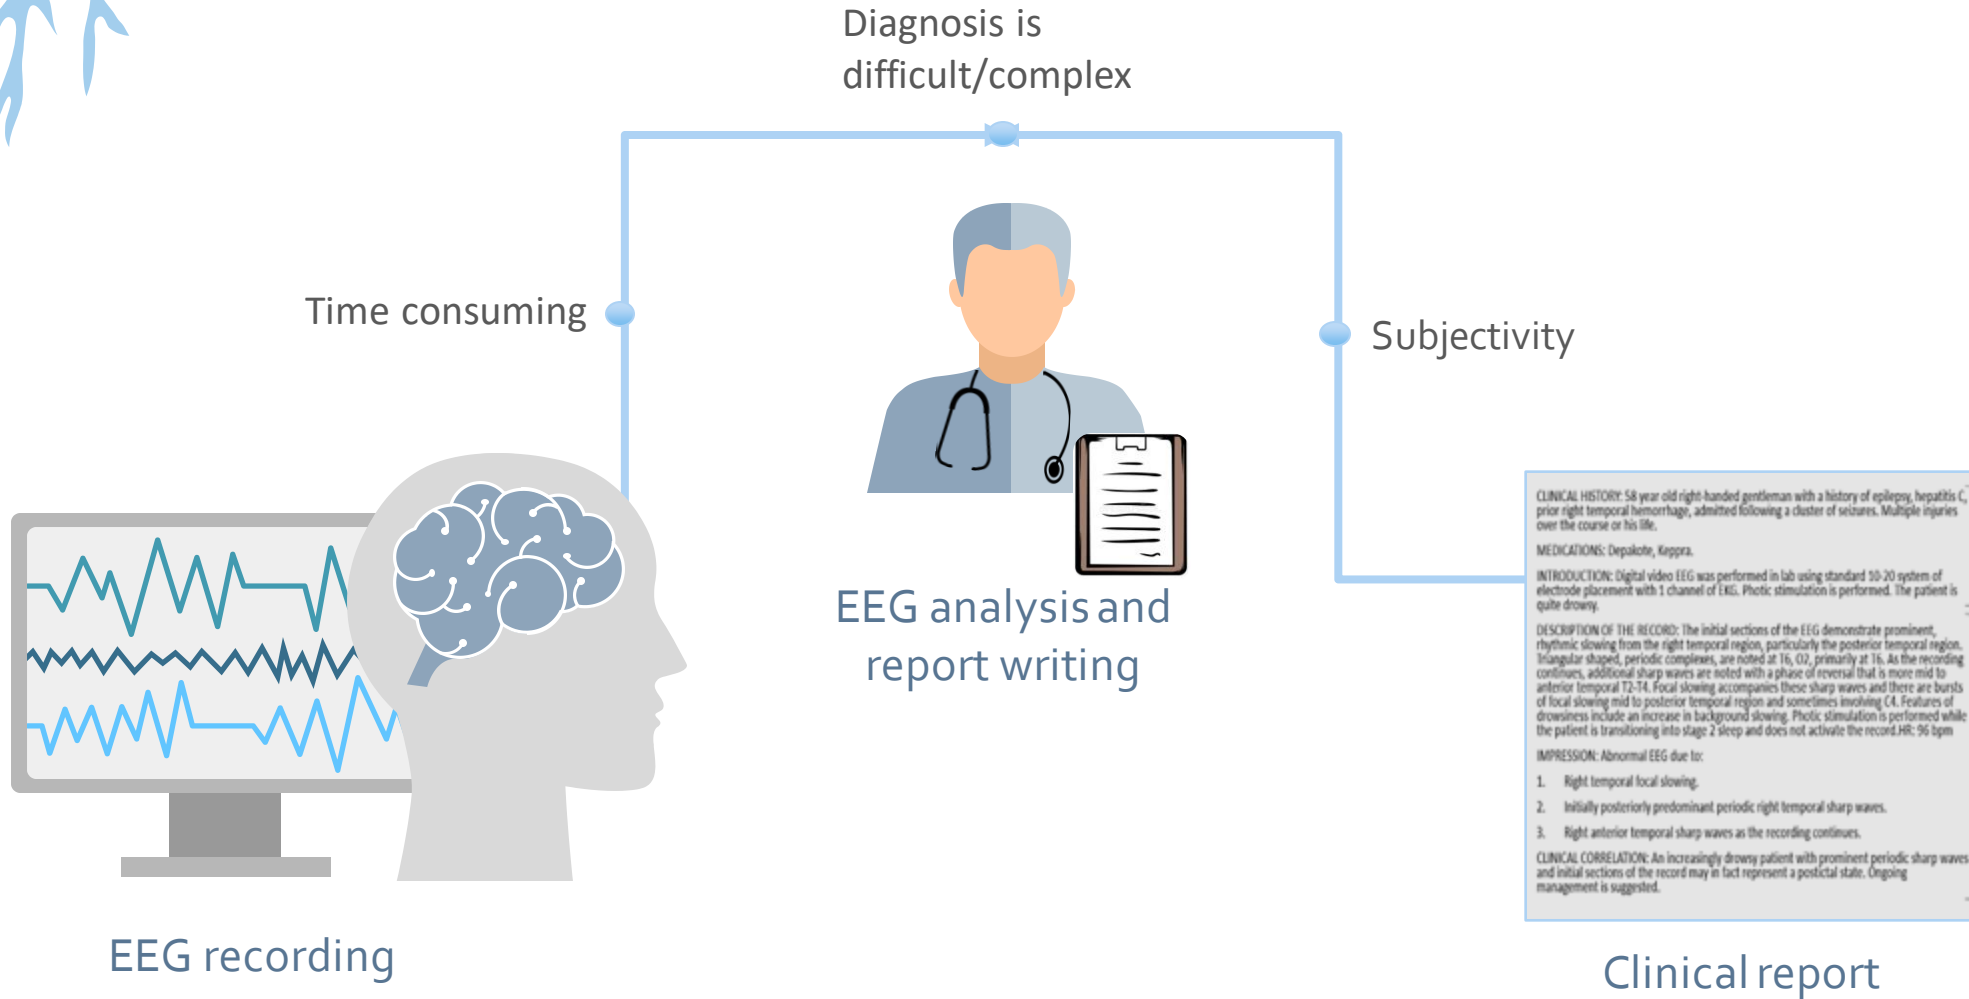 Diagnosis is
difficult/complex
Time consuming
Subjectivity
EEG analysis and
report writing
EEG recording
CLINICAL HISTORY: 58 year old right-handed gentleman with a history of epilepsy, hepatitis C,
prior right temporal hemorrhage, admitted following a cluster of seizures. Multiple injuries
over the course or his life.
MEDICATIONS: Depakote, Keppra.
INTRODUCTION: Digital video EEG was performed in lab using standard 10-20 system of
electrode placement with 1 channel of EKG. Photic stimulation is performed. The patient is
quite drowsy.
DESCRIPTION OF THE RECORD: The initial sections of the EEG demonstrate prominent,
rhythmic slowing from the right temporal region, particularly the posterior temporal region.
Triangular shaped, periodic complexes, are noted at T6, O2, primarily at T6. As the recording
continues, additional sharp waves are noted with a phase of reversal that is more mid to
anterior temporal T2-T4. Focal slowing accompanies these sharp waves and there are bursts
of focal slowing mid to posterior temporal region and sometimes involving C4. Features of
drowsiness include an increase in background slowing. Photic stimulation is performed while
the patient is transitioning into stage 2 sleep and does not activate the record.HR: 96 bpm
IMPRESSION: Abnormal EEG due to:
1. Right temporal focal slowing.
2. Initially posteriorly predominant periodic right temporal sharp waves.
3. Right anterior temporal sharp waves as the recording continues.
CLINICAL CORRELATION: An increasingly drowsy patient with prominent periodic sharp waves
and initial sections of the record may in fact represent a postictal state. Ongoing
management is suggested.
Clinical report